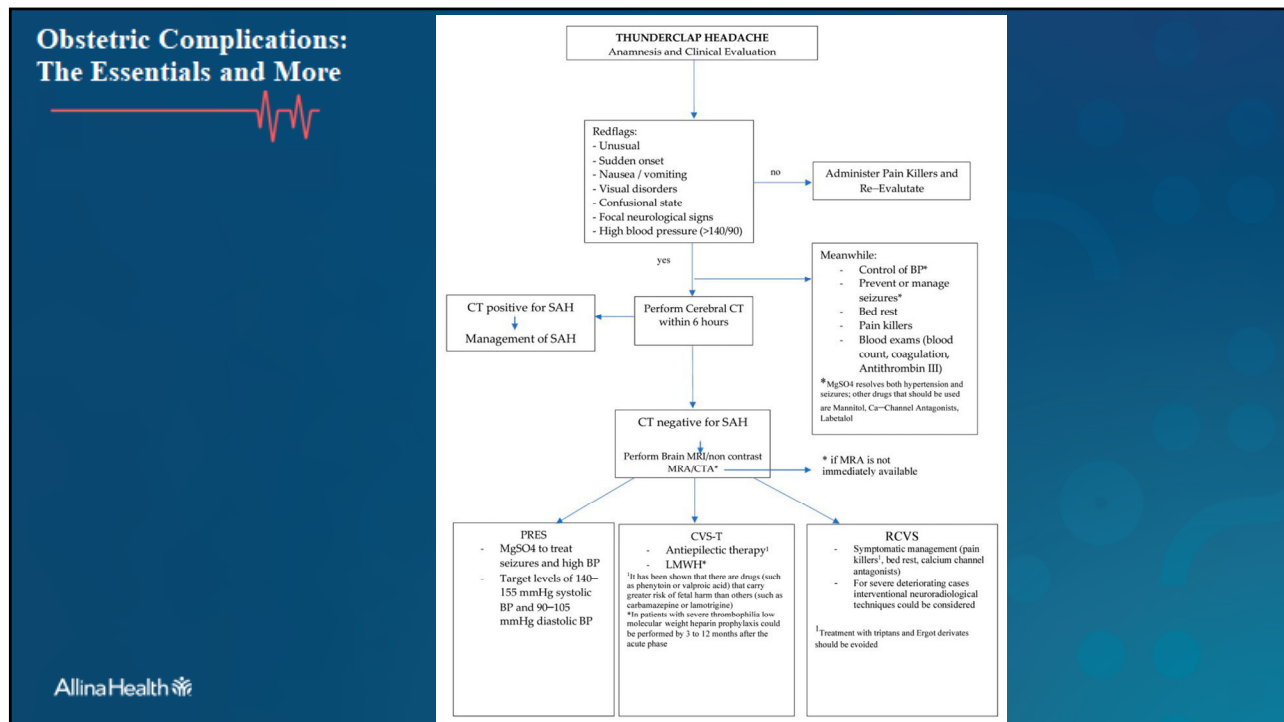 Obstetric Complications:
The Essentials and More
THUNDERCLAP HEADACHE
Anamnesis and Clinical Evaluation
Redflags:
- Unusual
- Sudden onset
- Nausea / vomiting
- Visual disorders
- Confusional state
- Focal neurological signs
- High blood pressure (>140/90)
no
Administer Pain Killers and
Re—Evalutate
yes
Meanwhile:
- Control of BP*
- Prevent or manage
seizures*
- Bed rest
- Pain killers
- Blood exams (blood
count, coagulation,
Antithrombin III)
*MgSO4 resolves both hypertension and
seizures; other drugs that should be used
are Mannitol, Ca—Channel Antagonists,
Labetalol
CT positive for SAH
Management of SAH
Perform Cerebral CT
within 6 hours
CT negative for SAH
Perform Brain MRI/non contrast
MRA/CTA*
* if MRA is not
immediately available
PRES
- MgSO4 to treat
seizures and high BP
- Target levels of 140—
155 mmHg systolic
BP and 90—105
mmHg diastolic BP
CVS-T
- Antiepilectic therapy¹
- LMWH*
¹It has been shown that there are drugs (such
as phenytoin or valproic acid) that carry
greater risk of fetal harm than others (such as
carbamazepine or lamotrigine)
*In patients with severe thrombophilia low
molecular weight heparin prophylaxis could
be performed by 3 to 12 months after the
acute phase
RCVS
- Symptomatic management (pain
killers¹, bed rest, calcium channel
antagonists)
- For severe deteriorating cases
interventional neuroradiological
techniques could be considered
¹Treatment with triptans and Ergot derivates
should be evoided
Allina Health